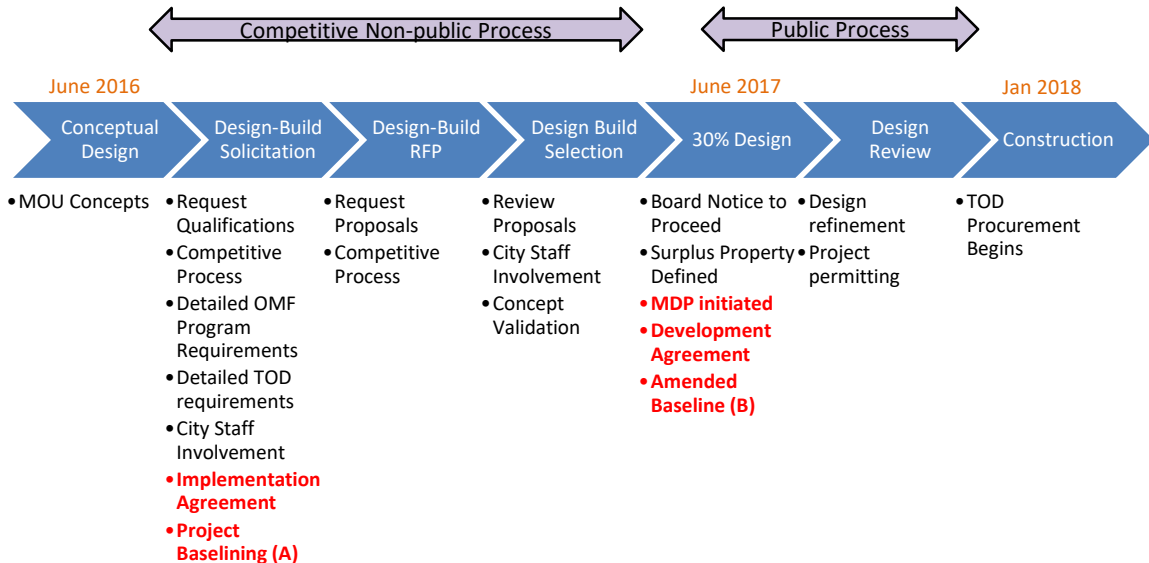 Competitive Non-public Process
Public Process
June 2016
June 2017
Jan 2018
Conceptual
Design
Design-Build
Solicitation
Design-Build
RFP
Design Build
Selection
30% Design
Design
Review
Construction
•MOU Concepts
•Request
Qualifications
•Competitive
Process
•Detailed OMF
Program
Requirements
•Detailed TOD
requirements
•City Staff
Involvement
•Implementation
Agreement
•Project
Baselining (A)
•Request
Proposals
•Competitive
Process
•Review
Proposals
•City Staff
Involvement
•Concept
Validation
•Board Notice to
Proceed
•Surplus Property
Defined
•MDP initiated
•Development
Agreement
•Amended
Baseline (B)
•Design
refinement
•Project
permitting
•TOD
Procurement
Begins